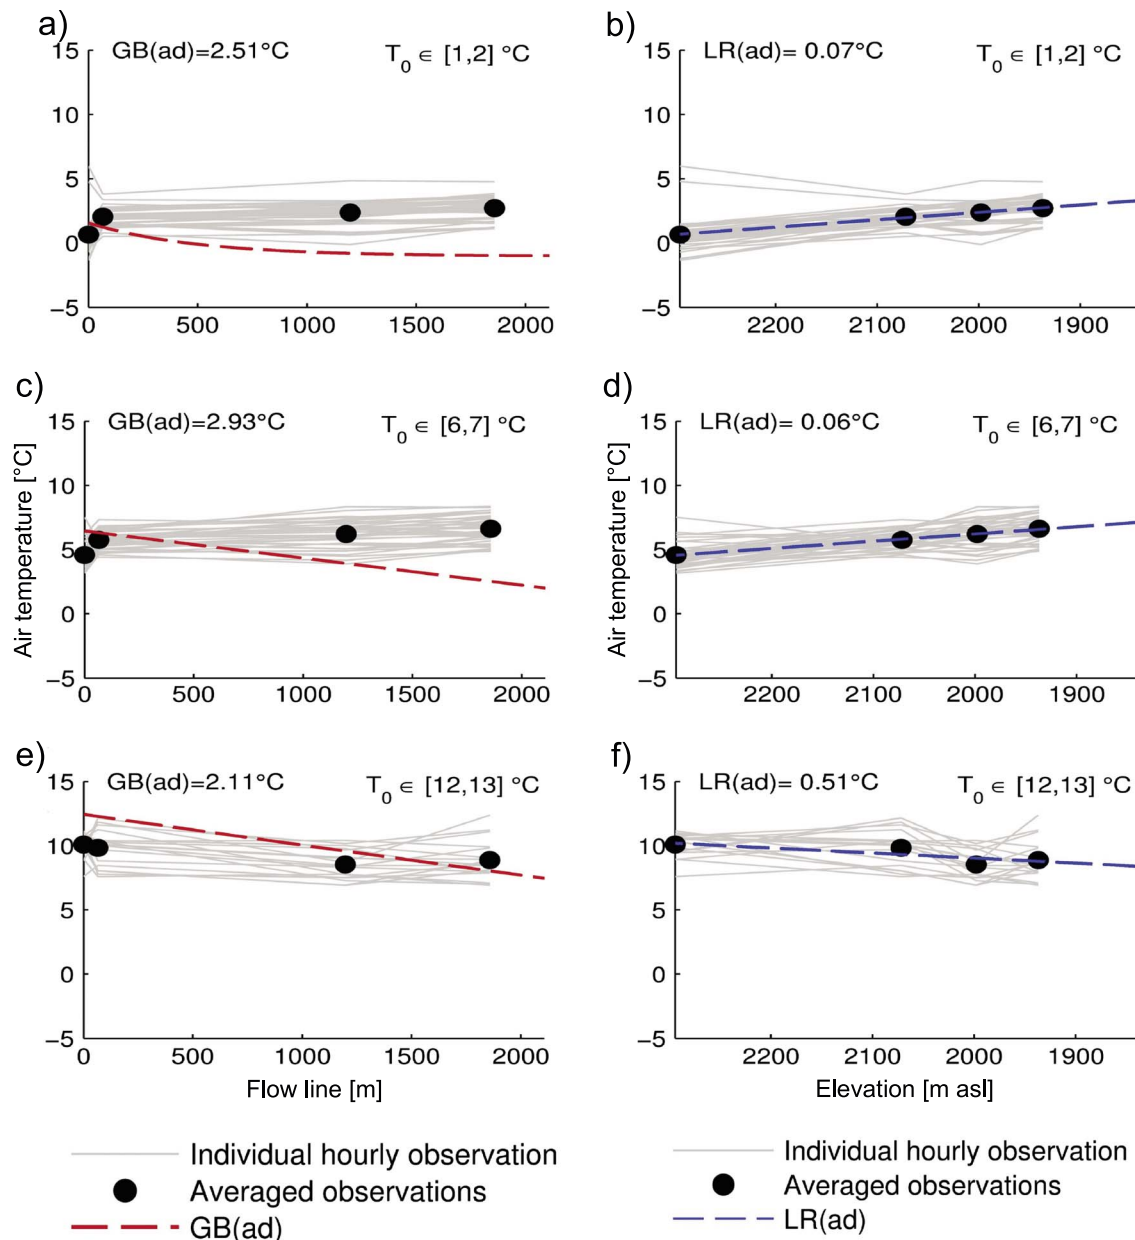 a)
GB(ad)=2.51°C
T0 ∈ [1,2] °C
15
10
5
0
−5
0 500 1000 1500 2000
b)
LR(ad)= 0.07°C
T0 ∈ [1,2] °C
15
10
5
0
−5
2200 2100 2000 1900
c)
GB(ad)=2.93°C
T0 ∈ [6,7] °C
15
10
5
0
−5
Air temperature [°C]
0 500 1000 1500 2000
d)
LR(ad)= 0.06°C
T0 ∈ [6,7] °C
15
10
5
0
−5
Air temperature [°C]
2200 2100 2000 1900
e)
GB(ad)=2.11°C
T0 ∈ [12,13] °C
15
10
5
0
−5
0 500 1000 1500 2000
Flow line [m]
f)
LR(ad)= 0.51°C
T0 ∈ [12,13] °C
15
10
5
0
−5
2200 2100 2000 1900
Elevation [m asl]
Individual hourly observation
Averaged observations
GB(ad)
Individual hourly observation
Averaged observations
LR(ad)